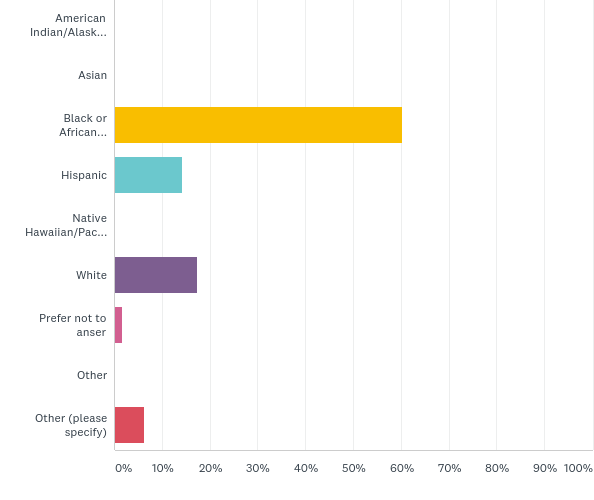 American
Indian/Alask...
Asian
Black or
African...
Hispanic
Native
Hawaiian/Pac...
White
Prefer not to
anser
Other
Other (please
specify)
0% 10% 20% 30% 40% 50% 60% 70% 80% 90% 100%